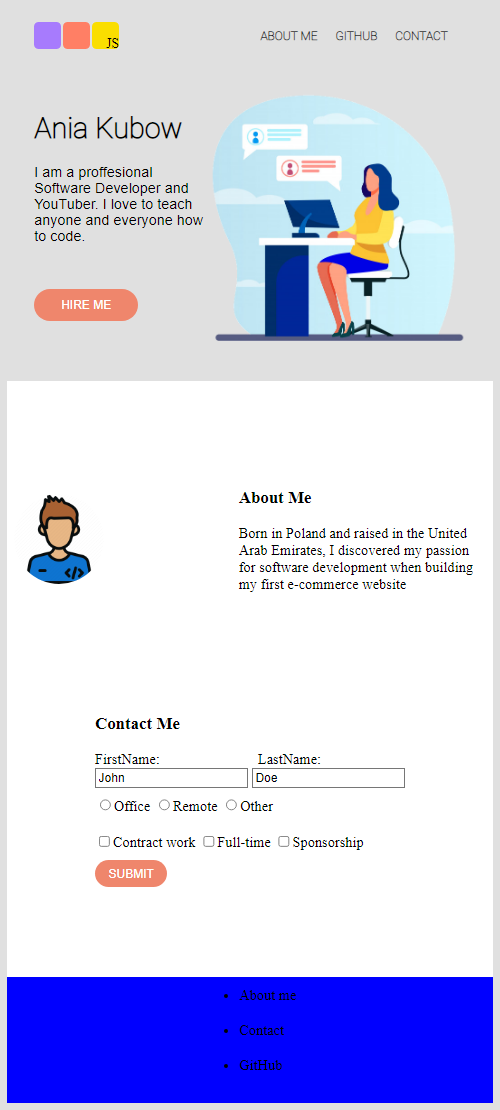 JS
ABOUT ME GITHUB CONTACT
Ania Kubow
I am a proffesional
Software Developer and
YouTuber. I love to teach
anyone and everyone how
to code.
HIRE ME
</>
About Me
Born in Poland and raised in the United
Arab Emirates, I discovered my passion
for software development when building
my first e-commerce website
Contact Me
FirstName: LastName:
John Doe
Office Remote Other
Contract work Full-time Sponsorship
SUBMIT
About me
Contact
GitHub